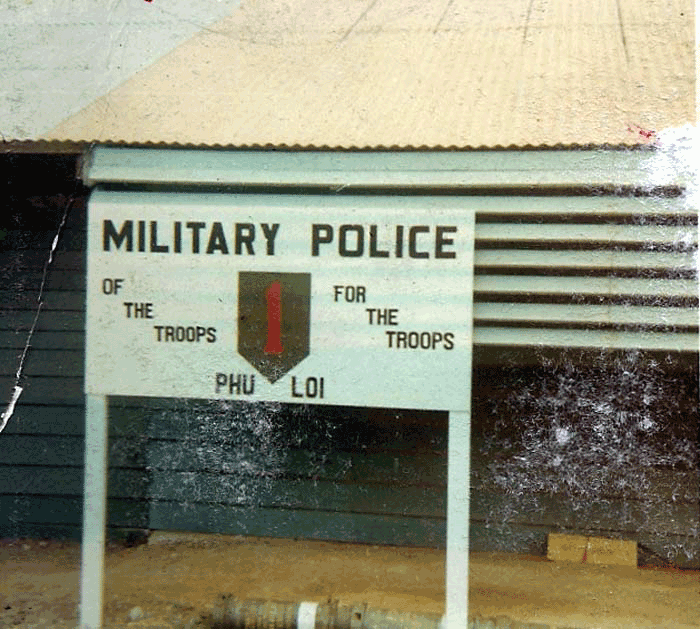 MILITARY POLICE
OF
THE
TROOPS
1
FOR
THE
TROOPS
PHU LOI